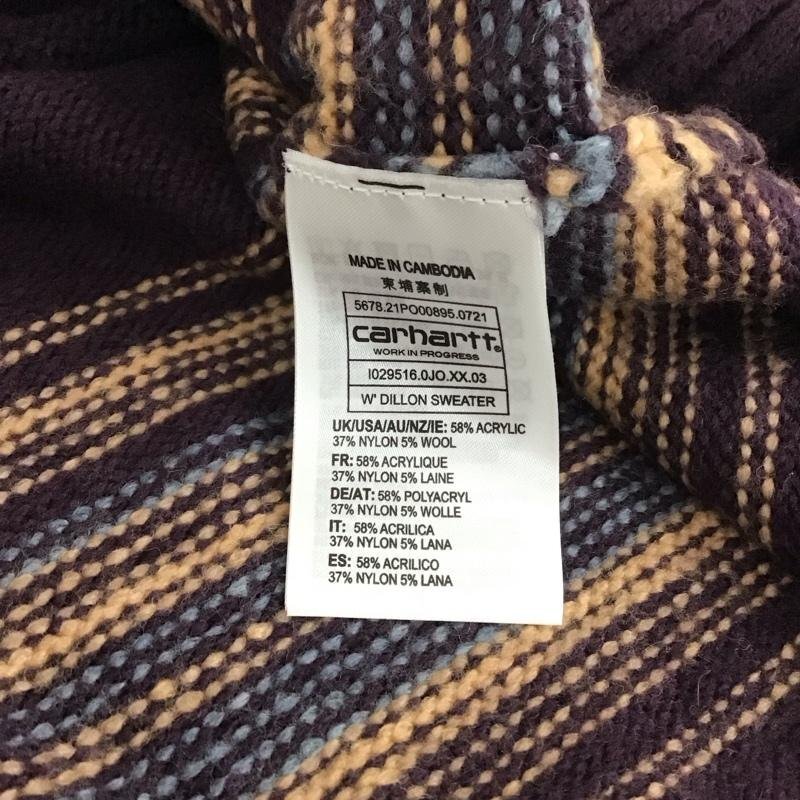 MADE IN CAMBODIA
柬埔寨制
5678.21PO00895.0721
carhartt®
WORK IN PROGRESS
I029516.0JO.XX.03
W' DILLON SWEATER
UK/USA/AU/NZ/IE: 58% ACRYLIC
37% NYLON 5% WOOL
FR: 58% ACRYLIQUE
37% NYLON 5% LAINE
DE/AT: 58% POLYACRYL
37% NYLON 5% WOLLE
IT: 58% ACRILICA
37% NYLON 5% LANA
ES: 58% ACRILICO
37% NYLON 5% LANA